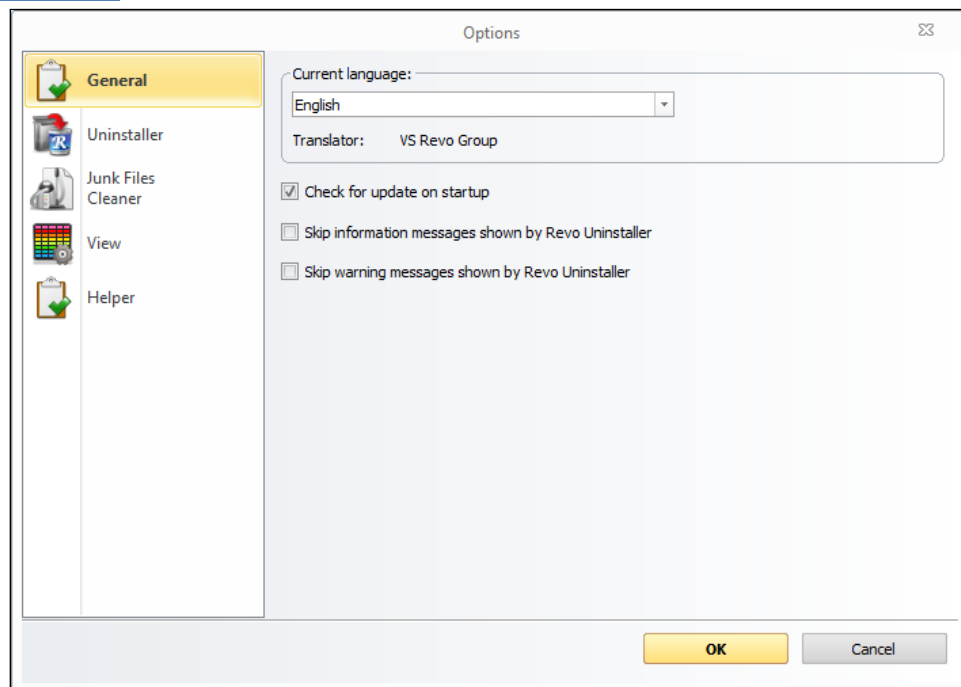 Options
General
Uninstaller
Junk Files
Cleaner
View
Helper
Current language:
English
Translator: VS Revo Group
Check for update on startup
Skip information messages shown by Revo Uninstaller
Skip warning messages shown by Revo Uninstaller
OK
Cancel